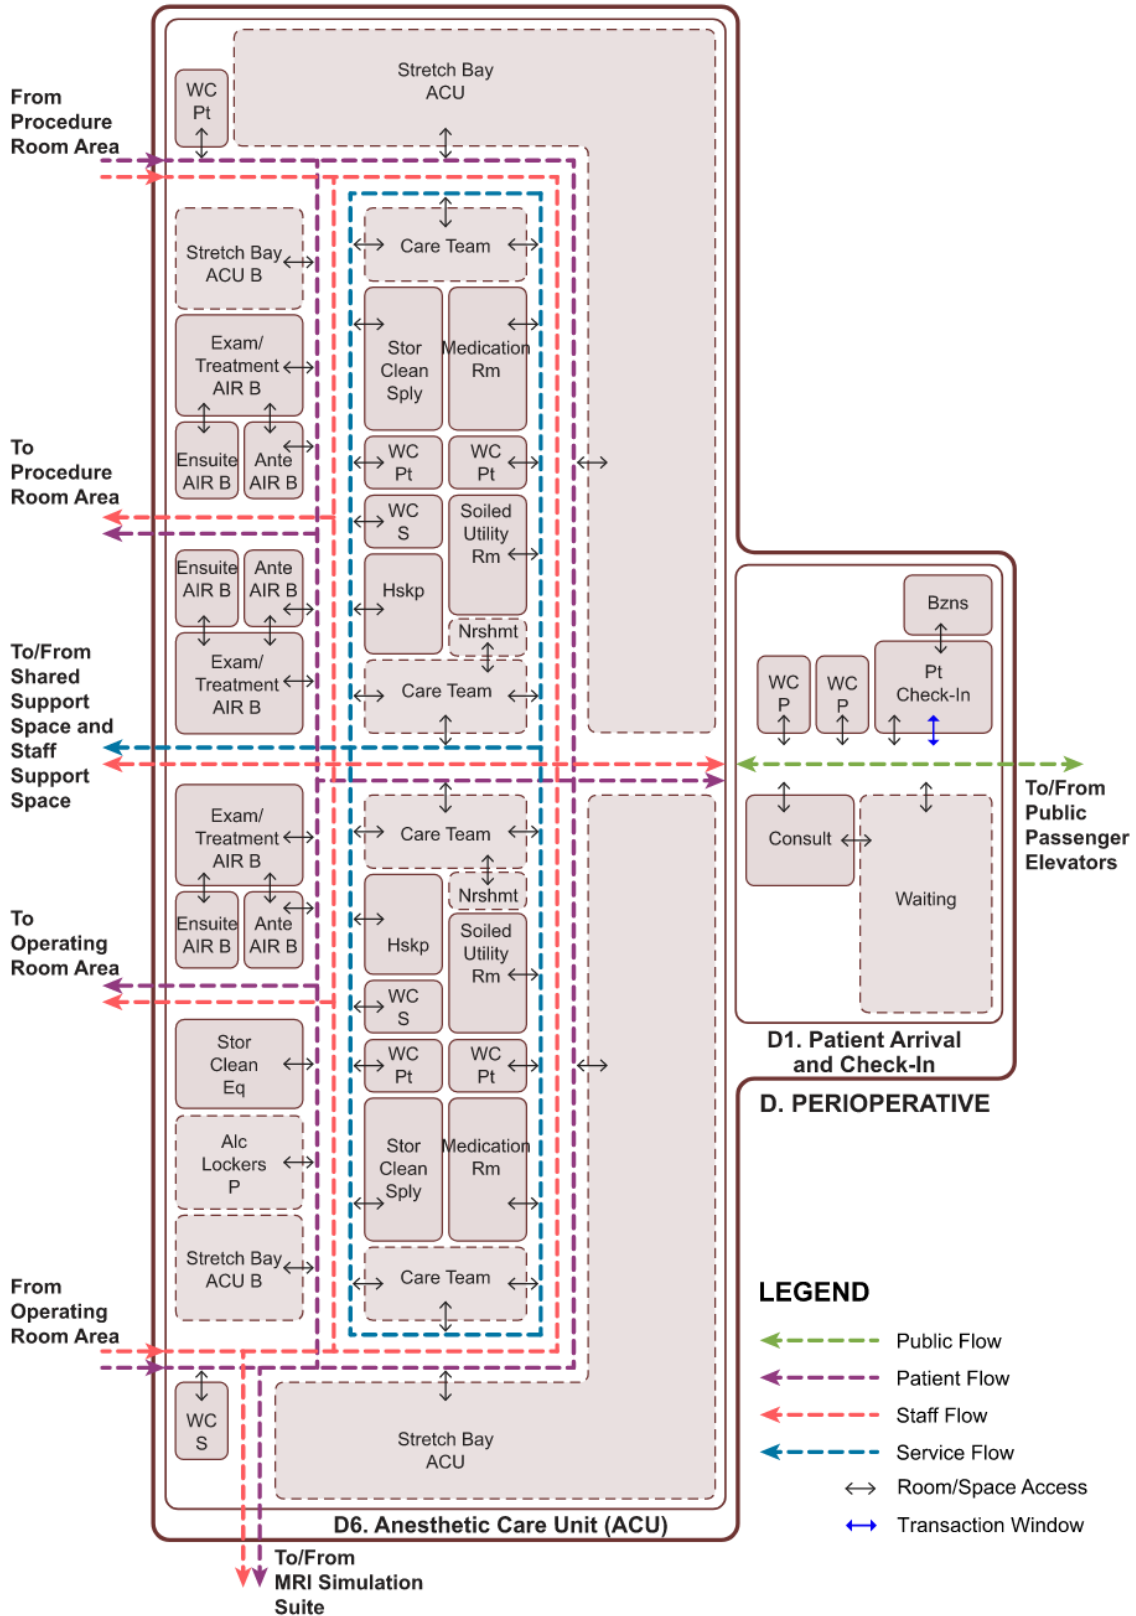 From
Procedure
Room Area
WC
Pt
Stretch Bay
ACU
Stretch Bay
ACU B
Care Team
Exam/
Treatment
AIR B
Stor
Clean
Sply
Medication
Rm
To
Procedure
Room Area
Ensuite
AIR B
Ante
AIR B
WC
Pt
WC
Pt
WC
S
Soiled
Utility
Rm
Ensuite
AIR B
Ante
AIR B
Hskp
Nrshmt
Bzns
To/From
Shared
Support
Space and
Staff
Support
Space
Exam/
Treatment
AIR B
Care Team
WC
P
WC
P
Pt
Check-In
To/From
Public
Passenger
Elevators
Exam/
Treatment
AIR B
Care Team
Consult
Waiting
Nrshmt
To
Operating
Room Area
Ensuite
AIR B
Ante
AIR B
Hskp
Soiled
Utility
Rm
WC
S
Stor
Clean
Eq
WC
Pt
WC
Pt
D1. Patient Arrival
and Check-In
D. PERIOPERATIVE
Alc
Lockers
P
Stor
Clean
Sply
Medication
Rm
Stretch Bay
ACU B
Care Team
From
Operating
Room Area
WC
S
Stretch Bay
ACU
D6. Anesthetic Care Unit (ACU)
To/From
MRI Simulation
Suite
LEGEND
Public Flow
Patient Flow
Staff Flow
Service Flow
Room/Space Access
Transaction Window